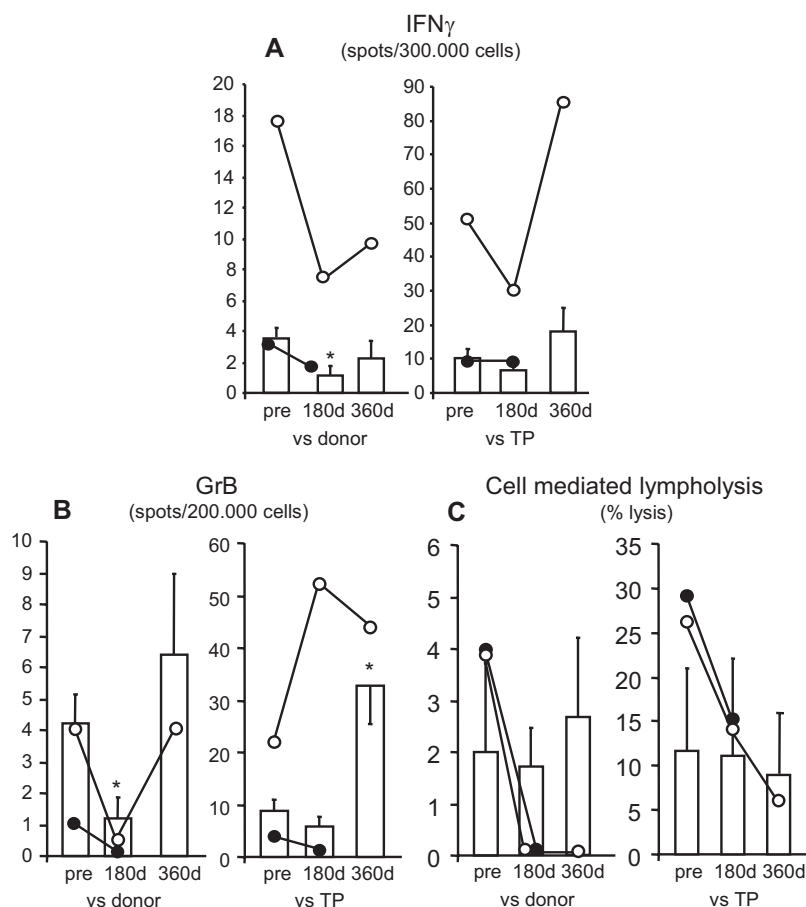 IFNγ
A (spots/300.000 cells)
20 90
18 80
16 70
14 60
12 50
10 40
8 30
6 20
4 10
2 0
0
*
pre 180d 360d pre 180d 360d
vs donor vs TP
GrB Cell mediated lympholysis
B (spots/200.000 cells) C (% lysis)
10 60 6 35
9 50 5 30
8 40 4 25
7 30 3 20
6 20 2 15
5 10 1 10
4 0 0 5
3 0
2
1
0
* *
pre 180d 360d pre 180d 360d pre 180d 360d pre 180d 360d
vs donor vs TP vs donor vs TP